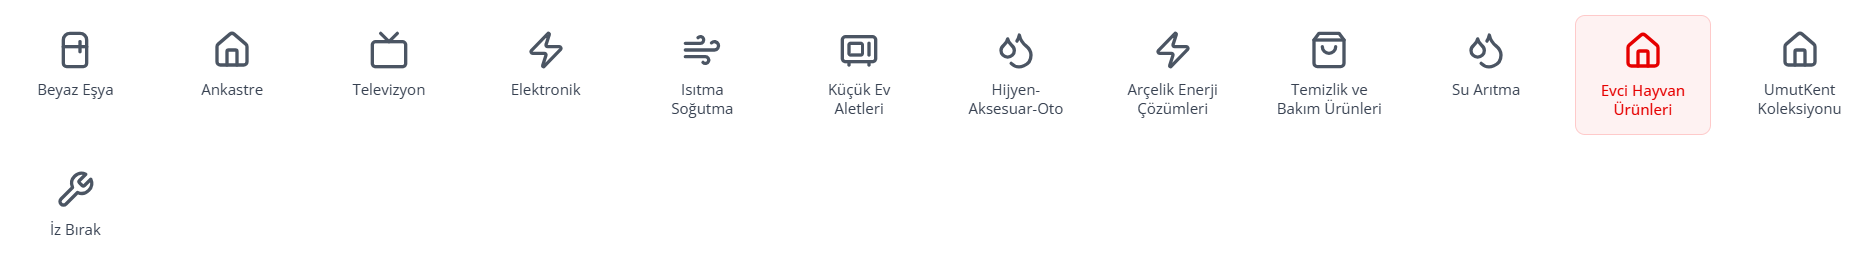 Beyaz Eşya
Ankastre
Televizyon
Elektronik
Isıtma
Soğutma
Küçük Ev
Aletleri
Hijyen-
Aksesuar-Oto
Arçelik Enerji
Çözümleri
Temizlik ve
Bakım Ürünleri
Su Arıtma
Evci Hayvan
Ürünleri
UmutKent
Koleksiyonu
İz Bırak